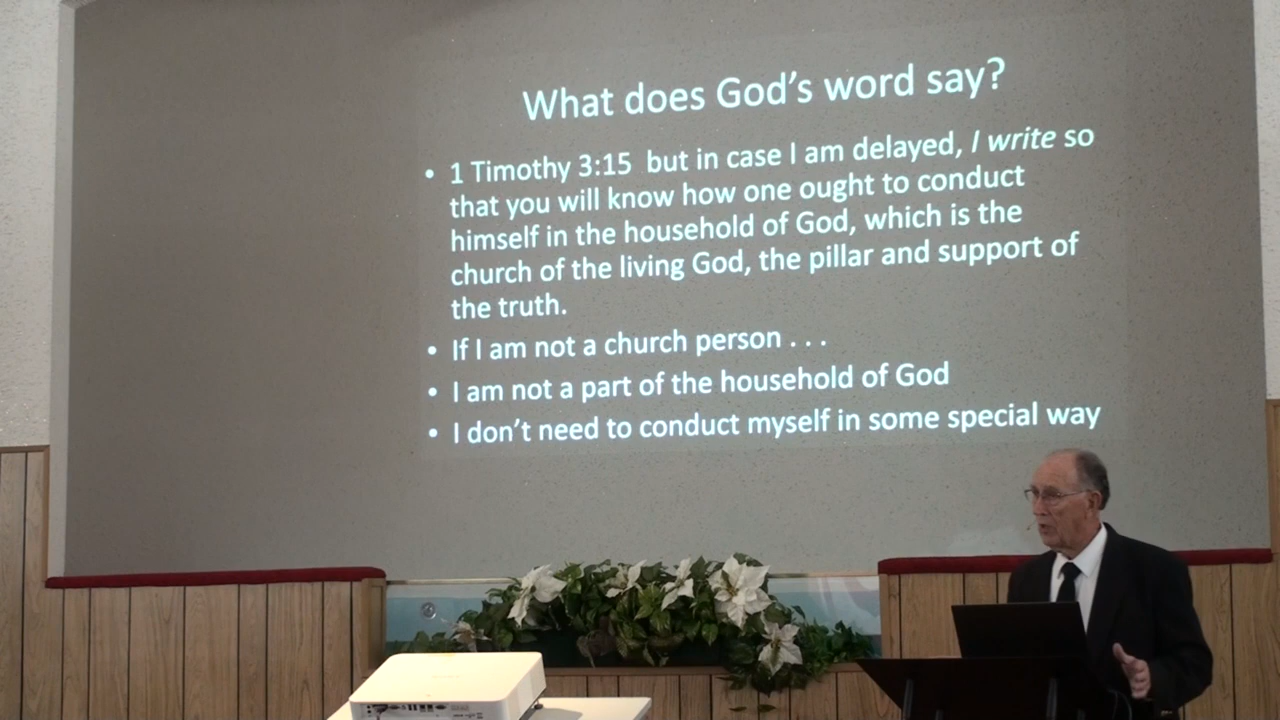 What does God's word say?
• 1 Timothy 3:15  but in case I am delayed, I write so
that you will know how one ought to conduct
himself in the household of God, which is the
church of the living God, the pillar and support of
the truth.
• If I am not a church person . . .
• I am not a part of the household of God
• I don't need to conduct myself in some special way